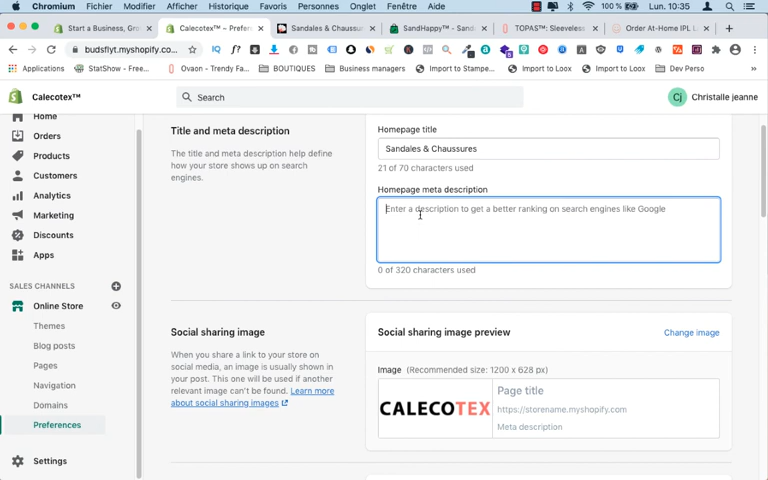 Chromium Fichier Modifier Afficher Historique Favoris Personnes Onglet Fenêtre Aide 100 % Lun. 10:35
Start a Business, Gr Calecotex™ – Prefer Sandales & Chaussur SandHappy™ - Sand TOPAS™: Sleeveless Order At-Home IPL L
budsfiyt.myshopify.co...
Applications StatShow - Free... Ovaon - Trendy Fa... BOUTIQUES Business managers Import to Stampe... Import to Loox Import to Loox Dev Perso
Calecotex™ Search Cj Christalle jeanne
Home
Orders
Products
Customers
Analytics
Marketing
Discounts
Apps
SALES CHANNELS
Online Store
Themes
Blog posts
Pages
Navigation
Domains
Preferences
Settings
Title and meta description
The title and meta description help define
how your store shows up on search
engines.
Homepage title
Sandales & Chaussures
21 of 70 characters used
Homepage meta description
Enter a description to get a better ranking on search engines like Google
0 of 320 characters used
Social sharing image
When you share a link to your store on
social media, an image is usually shown in
your post. This one will be used if another
relevant image can't be found. Learn more
about social sharing images
Social sharing image preview Change image
Image (Recommended size: 1200 x 628 px)
CALECOTEX
Page title
https://storename.myshopify.com
Meta description